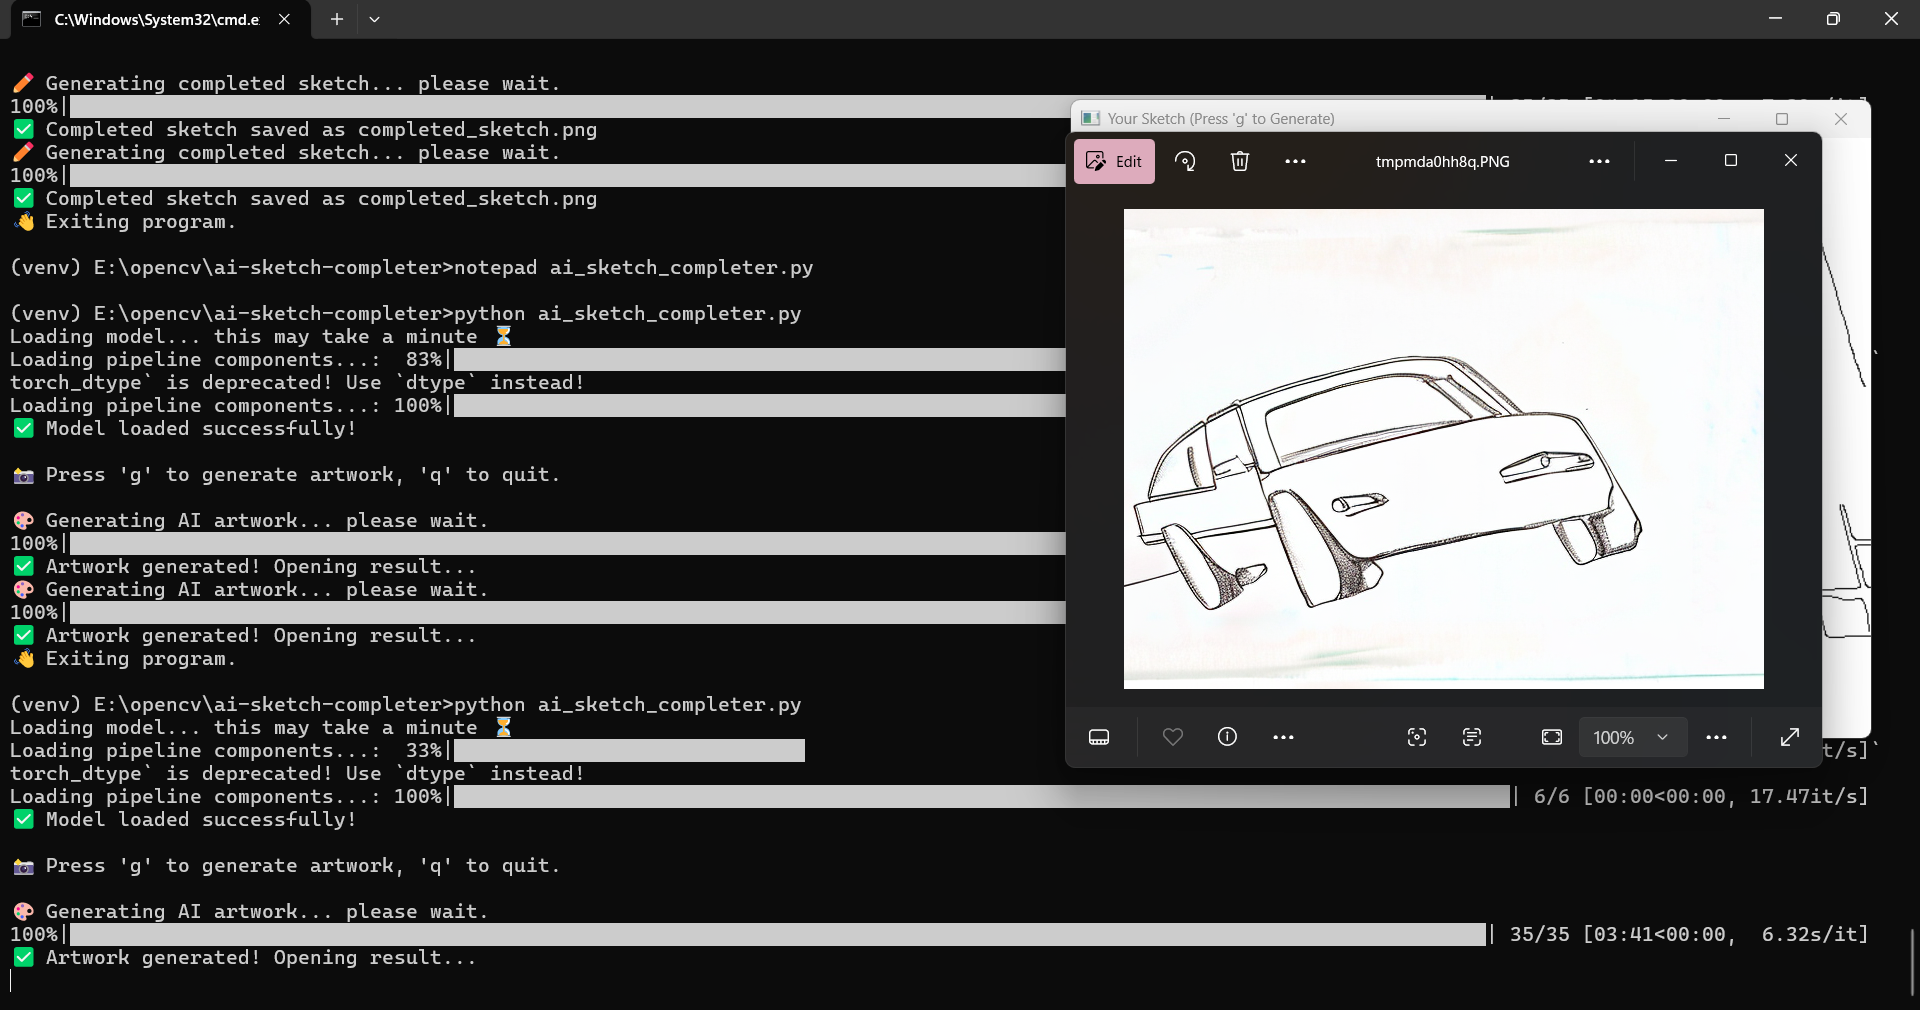 C:\Windows\System32\cmd.e
Generating completed sketch... please wait.
100%|
Completed sketch saved as completed_sketch.png
Generating completed sketch... please wait.
100%|
Completed sketch saved as completed_sketch.png
Exiting program.
(venv) E:\opencv\ai-sketch-completer>notepad ai_sketch_completer.py
(venv) E:\opencv\ai-sketch-completer>python ai_sketch_completer.py
Loading model... this may take a minute
Loading pipeline components...:  83%|
torch_dtype` is deprecated! Use `dtype` instead!
Loading pipeline components...: 100%|
Model loaded successfully!
Press 'g' to generate artwork, 'q' to quit.
Generating AI artwork... please wait.
100%|
Artwork generated! Opening result...
Generating AI artwork... please wait.
100%|
Artwork generated! Opening result...
Exiting program.
(venv) E:\opencv\ai-sketch-completer>python ai_sketch_completer.py
Loading model... this may take a minute
Loading pipeline components...:  33%| t/s]`
torch_dtype` is deprecated! Use `dtype` instead!
Loading pipeline components...: 100%| | 6/6 [00:00<00:00, 17.47it/s]
Model loaded successfully!
Press 'g' to generate artwork, 'q' to quit.
Generating AI artwork... please wait.
100%| | 35/35 [03:41<00:00,  6.32s/it]
Artwork generated! Opening result...
Your Sketch (Press 'g' to Generate)
Edit
tmpmda0hh8q.PNG
100%